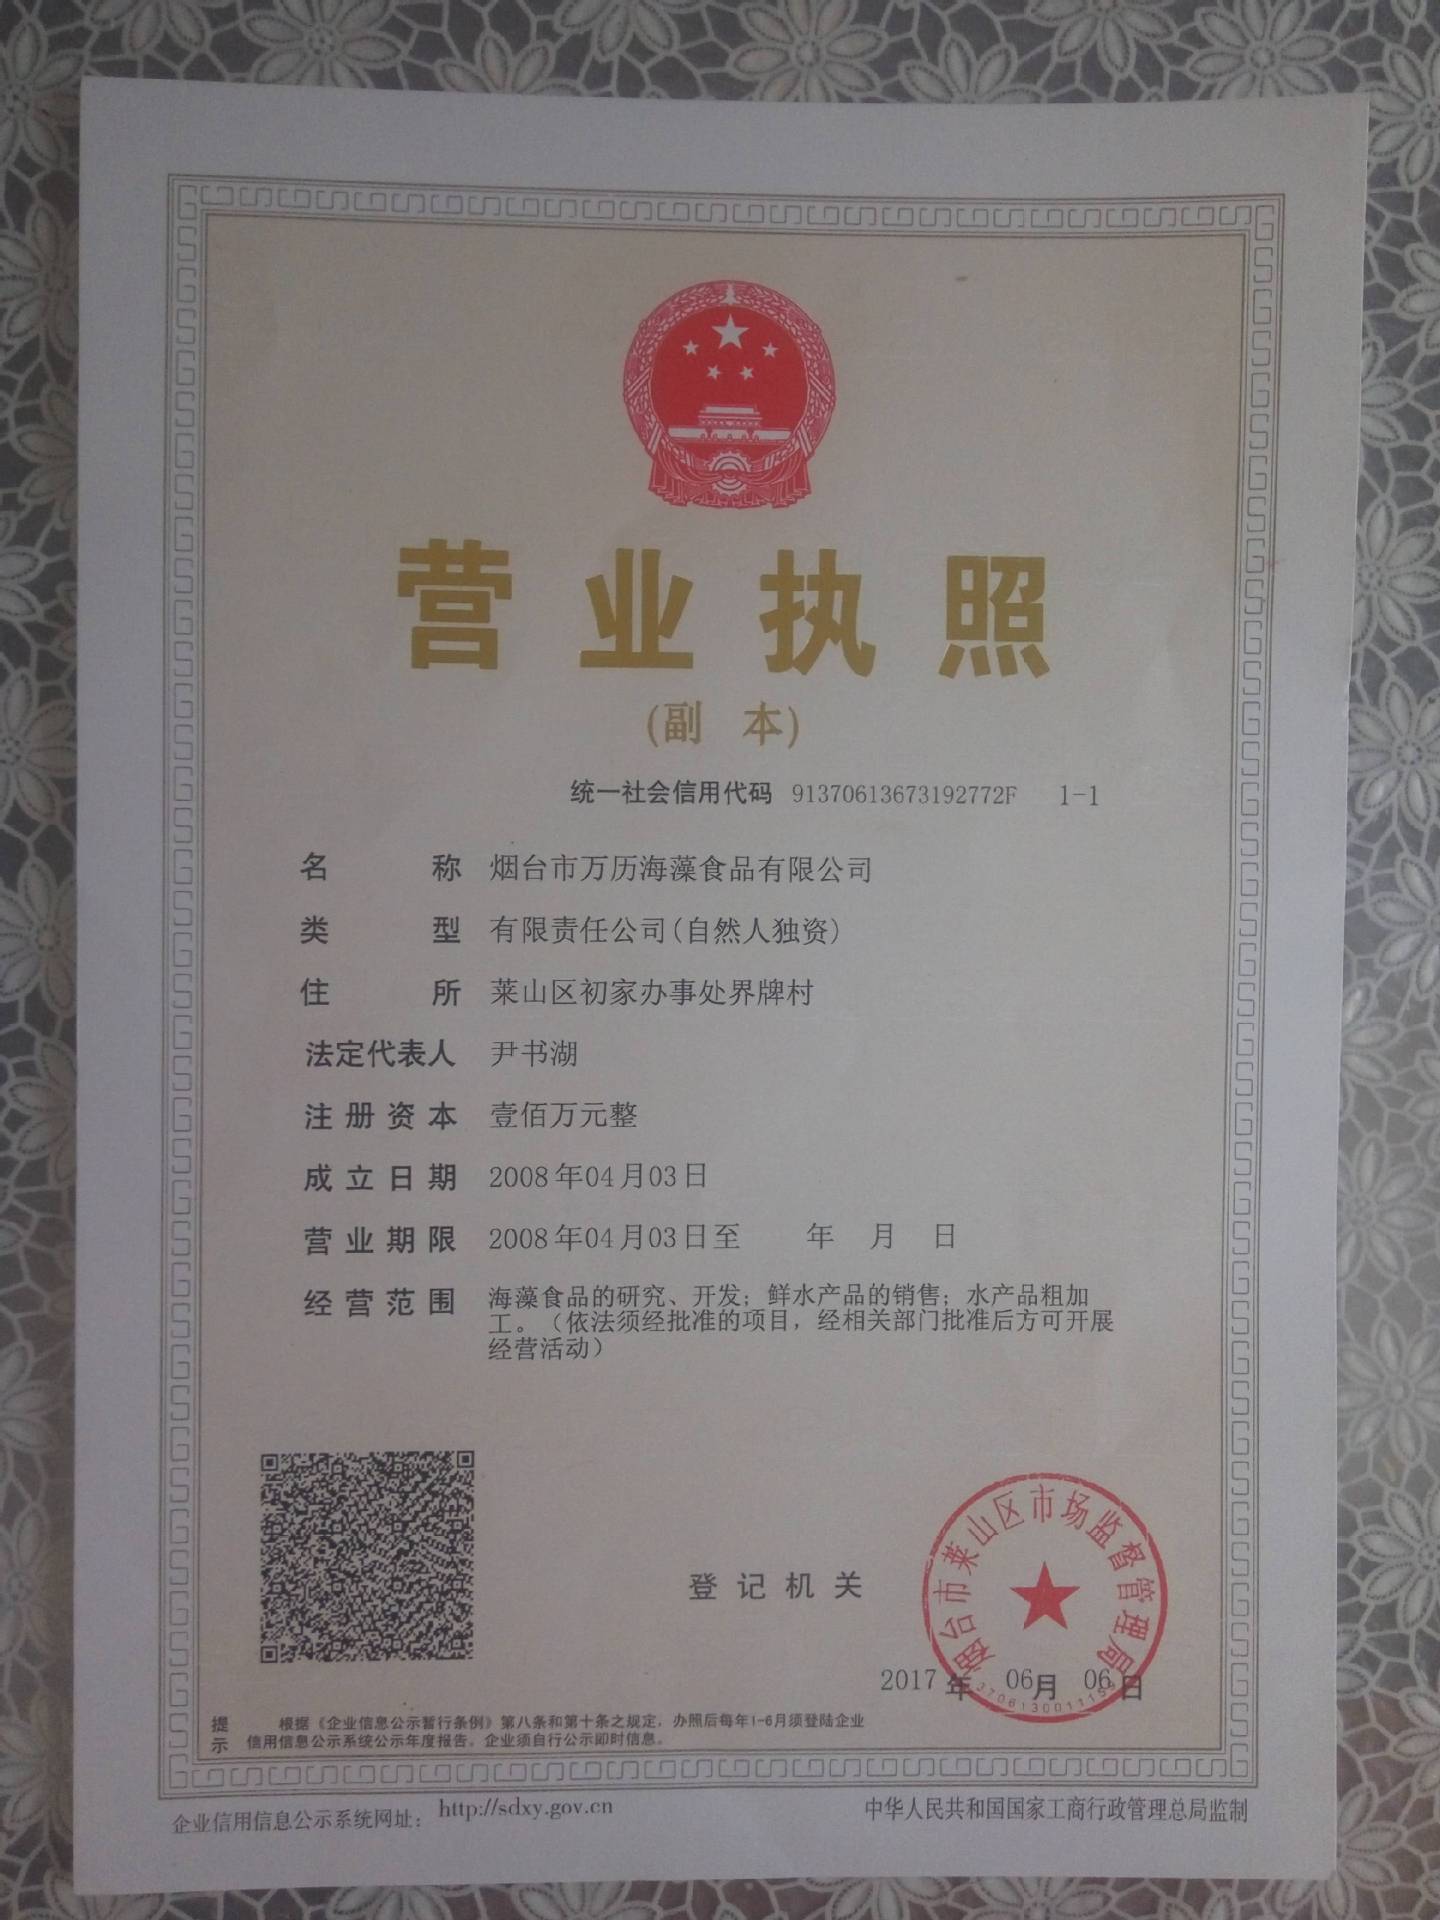 营业执照
(副 本)
统一社会信用代码 91370613673192772F 1-1
名 称 烟台市万历海藻食品有限公司
类 型 有限责任公司(自然人独资)
住 所 莱山区初家办事处界牌村
法定代表人 尹书湖
注册资本 壹佰万元整
成立日期 2008年04月03日
营业期限 2008年04月03日至 年 月 日
经营范围 海藻食品的研究、开发；鲜水产品的销售；水产品粗加
工。（依法须经批准的项目，经相关部门批准后方可开展
经营活动）
烟台市莱山区市场监督管理局
登记机关
2017年 06月 06日
提示
根据《企业信息公示暂行条例》第八条和第十条之规定，办照后每年1-6月须登陆企业
信用信息公示系统公示年度报告。企业须自行公示即时信息。
企业信用信息公示系统网址： http://sdxy.gov.cn
中华人民共和国国家工商行政管理总局监制